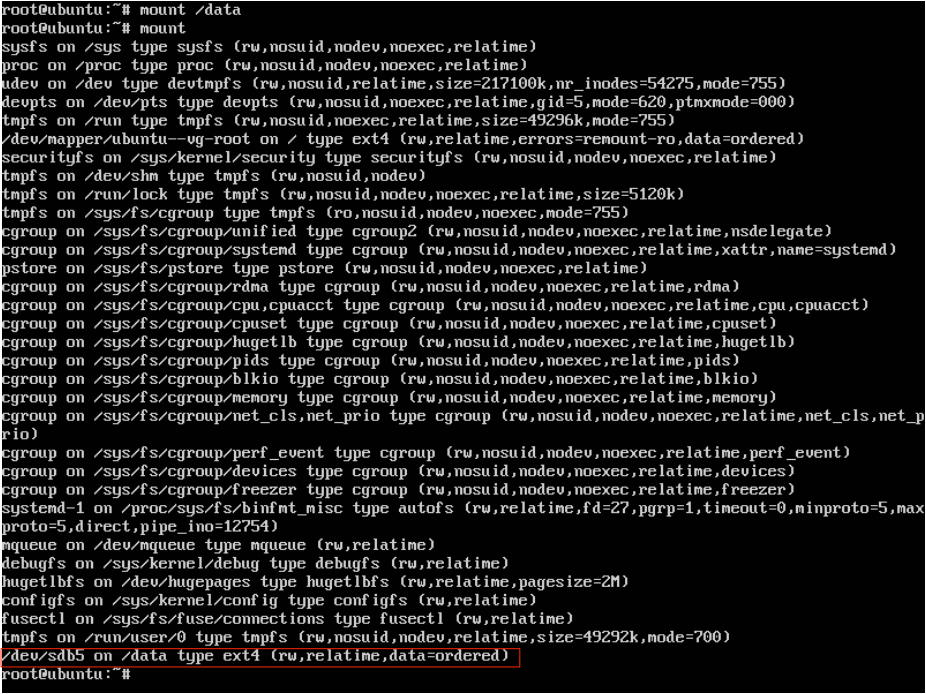 root@ubuntu:~# mount /data
root@ubuntu:~# mount
sysfs on /sys type sysfs (rw,nosuid,nodev,noexec,relatime)
proc on /proc type proc (rw,nosuid,nodev,noexec,relatime)
udev on /dev type devtmpfs (rw,nosuid,relatime,size=217100k,nr_inodes=54275,mode=755)
devpts on /dev/pts type devpts (rw,nosuid,noexec,relatime,gid=5,mode=620,ptmxmode=000)
tmpfs on /run type tmpfs (rw,nosuid,noexec,relatime,size=49296k,mode=755)
/dev/mapper/ubuntu--vg-root on / type ext4 (rw,relatime,errors=remount-ro,data=ordered)
securityfs on /sys/kernel/security type securityfs (rw,nosuid,nodev,noexec,relatime)
tmpfs on /dev/shm type tmpfs (rw,nosuid,nodev)
tmpfs on /run/lock type tmpfs (rw,nosuid,nodev,noexec,relatime,size=5120k)
tmpfs on /sys/fs/cgroup type tmpfs (ro,nosuid,nodev,noexec,mode=755)
cgroup on /sys/fs/cgroup/unified type cgroup2 (rw,nosuid,nodev,noexec,relatime,nsdelegate)
cgroup on /sys/fs/cgroup/systemd type cgroup (rw,nosuid,nodev,noexec,relatime,xattr,name=systemd)
pstore on /sys/fs/pstore type pstore (rw,nosuid,nodev,noexec,relatime)
cgroup on /sys/fs/cgroup/rdma type cgroup (rw,nosuid,nodev,noexec,relatime,rdma)
cgroup on /sys/fs/cgroup/cpu,cpuacct type cgroup (rw,nosuid,nodev,noexec,relatime,cpu,cpuacct)
cgroup on /sys/fs/cgroup/cpuset type cgroup (rw,nosuid,nodev,noexec,relatime,cpuset)
cgroup on /sys/fs/cgroup/hugetlb type cgroup (rw,nosuid,nodev,noexec,relatime,hugetlb)
cgroup on /sys/fs/cgroup/pids type cgroup (rw,nosuid,nodev,noexec,relatime,pids)
cgroup on /sys/fs/cgroup/blkio type cgroup (rw,nosuid,nodev,noexec,relatime,blkio)
cgroup on /sys/fs/cgroup/memory type cgroup (rw,nosuid,nodev,noexec,relatime,memory)
cgroup on /sys/fs/cgroup/net_cls,net_prio type cgroup (rw,nosuid,nodev,noexec,relatime,net_cls,net_p
rio)
cgroup on /sys/fs/cgroup/perf_event type cgroup (rw,nosuid,nodev,noexec,relatime,perf_event)
cgroup on /sys/fs/cgroup/devices type cgroup (rw,nosuid,nodev,noexec,relatime,devices)
cgroup on /sys/fs/cgroup/freezer type cgroup (rw,nosuid,nodev,noexec,relatime,freezer)
systemd-1 on /proc/sys/fs/binfmt_misc type autofs (rw,relatime,fd=27,pgrp=1,timeout=0,minproto=5,max
proto=5,direct,pipe_ino=12754)
mqueue on /dev/mqueue type mqueue (rw,relatime)
debugfs on /sys/kernel/debug type debugfs (rw,relatime)
hugetlbfs on /dev/hugepages type hugetlbfs (rw,relatime,pagesize=2M)
configfs on /sys/kernel/config type configfs (rw,relatime)
fusectl on /sys/fs/fuse/connections type fusectl (rw,relatime)
tmpfs on /run/user/0 type tmpfs (rw,nosuid,nodev,relatime,size=49292k,mode=700)
/dev/sdb5 on /data type ext4 (rw,relatime,data=ordered)
root@ubuntu:~#